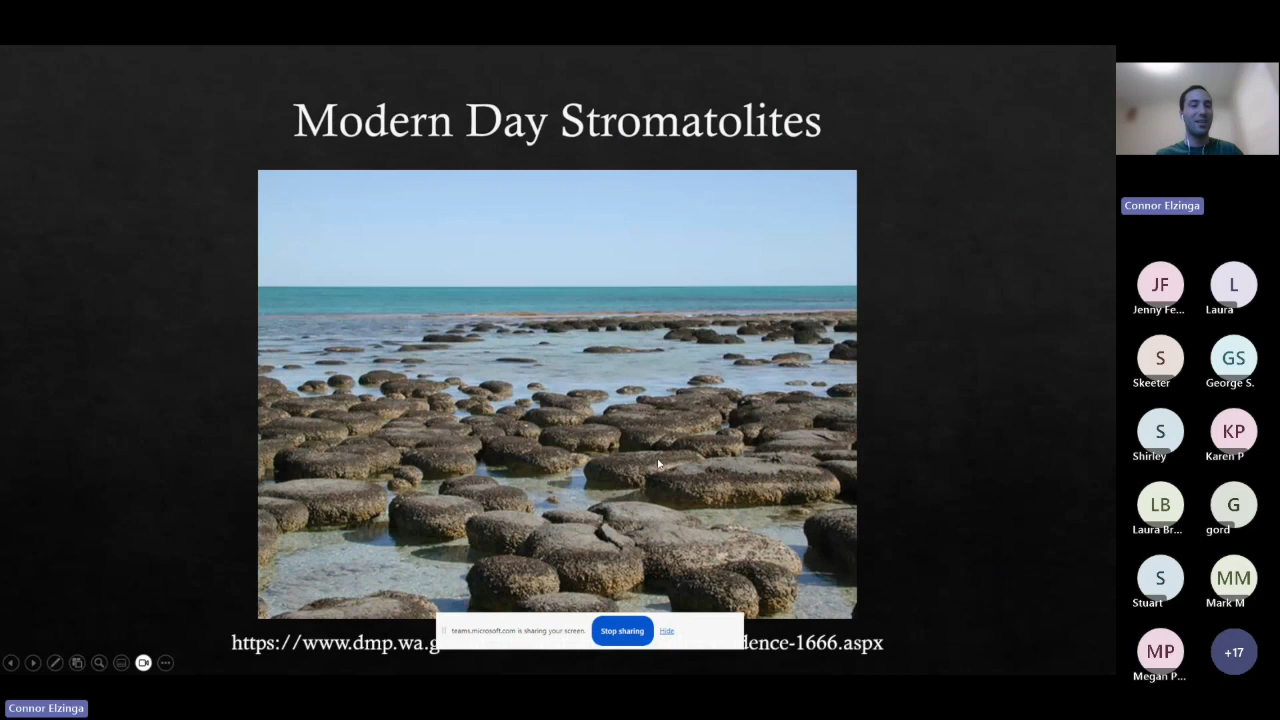 Modern Day Stromatolites
teams.microsoft.com is sharing your screen.
Stop sharing
Hide
https://www.dmp.wa.g
dence-1666.aspx
Connor Elzinga
Connor Elzinga
JF
L
Jenny Fe...
Laura
S
GS
Skeeter
George S.
S
KP
Shirley
Karen P
LB
G
Laura Br...
gord
S
MM
Stuart
Mark M
MP
+17
Megan P...